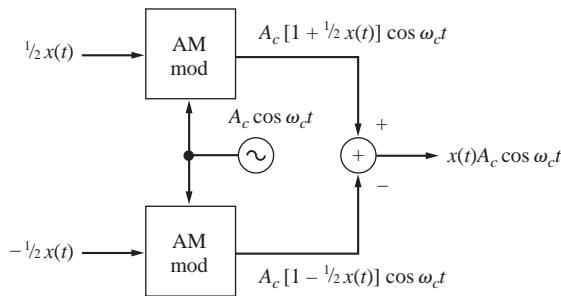 ½ x(t)
AM
mod
A_c [1 + ½ x(t)] cos ω_c t
A_c cos ω_c t
+
+
x(t)A_c cos ω_c t
−
−½ x(t)
AM
mod
A_c [1 − ½ x(t)] cos ω_c t